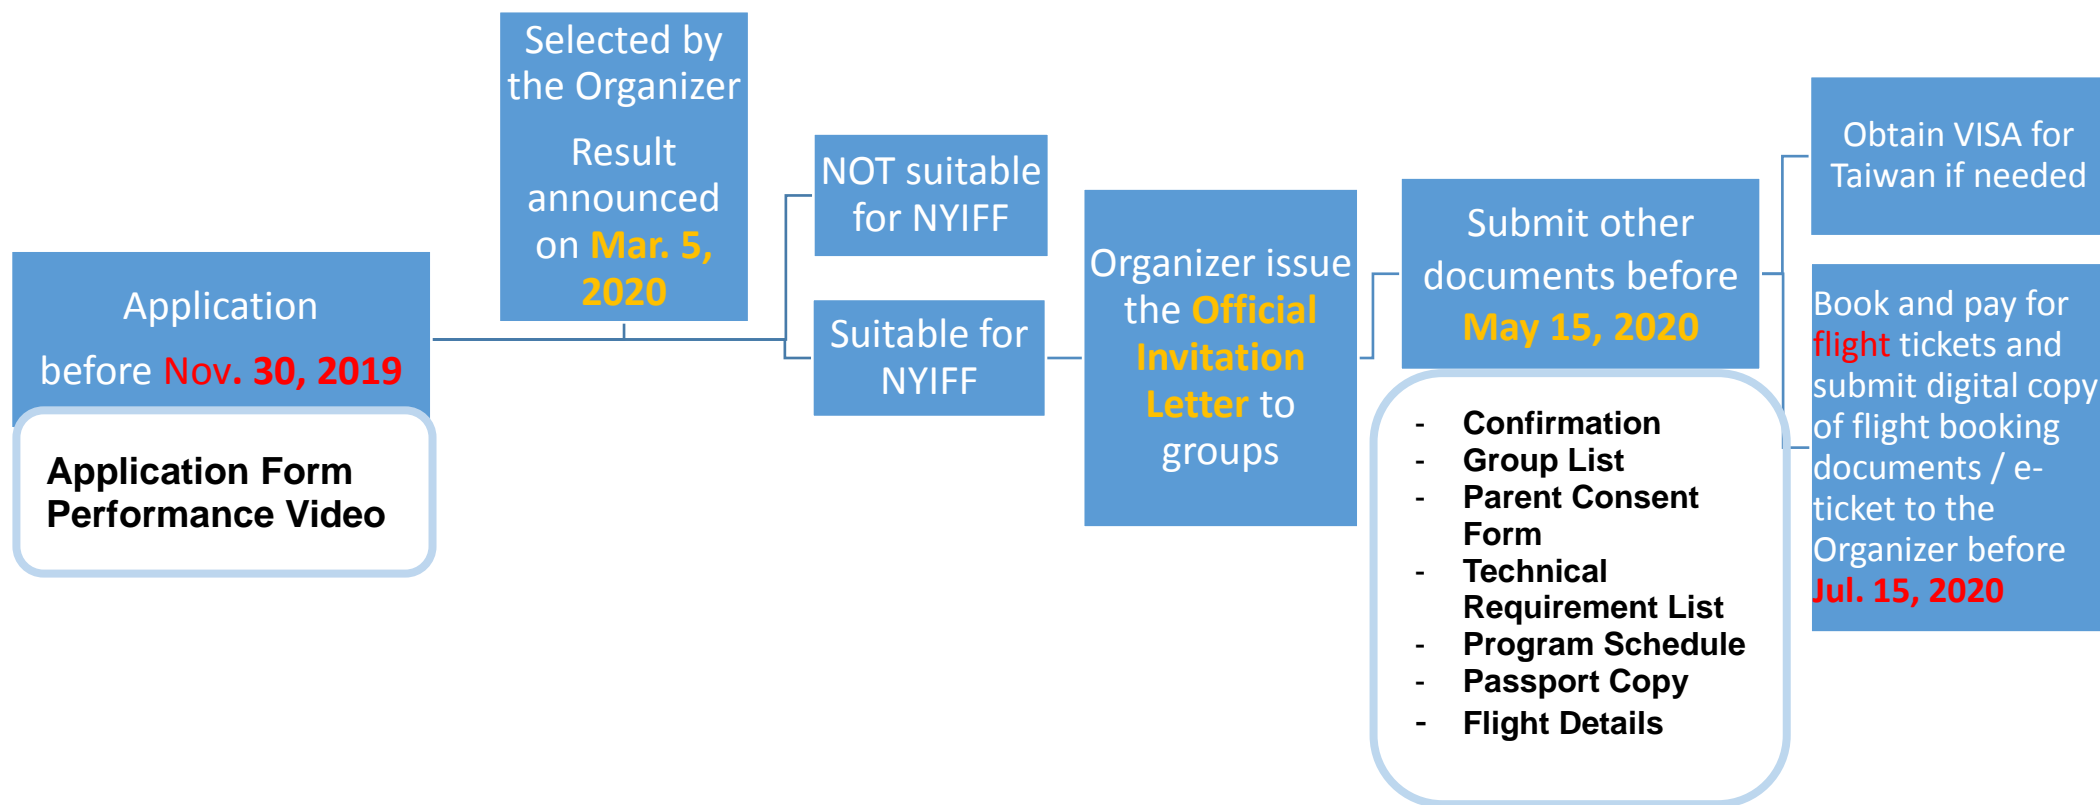 Application
before Nov. 30, 2019
Application Form
Performance Video
Selected by
the Organizer
Result
announced
on Mar. 5,
2020
NOT suitable
for NYIFF
Suitable for
NYIFF
Organizer issue
the Official
Invitation
Letter to
groups
Submit other
documents before
May 15, 2020
- Confirmation
- Group List
- Parent Consent
Form
- Technical
Requirement List
- Program Schedule
- Passport Copy
- Flight Details
Obtain VISA for
Taiwan if needed
Book and pay for
flight tickets and
submit digital copy
of flight booking
documents / e-
ticket to the
Organizer before
Jul. 15, 2020